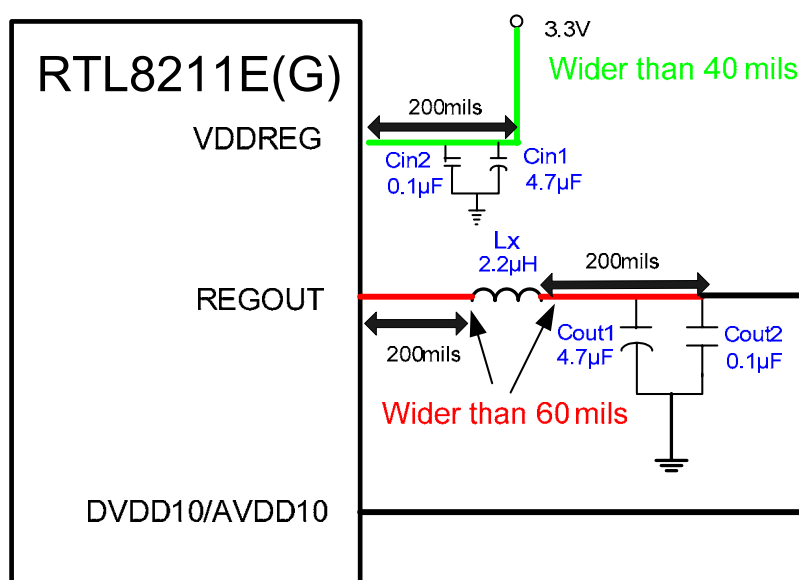 RTL8211E(G)
3.3V
Wider than 40 mils
200mils
VDDREG
Cin2
0.1µF
Cin1
4.7µF
Lx
2.2µH
200mils
REGOUT
200mils
Cout1
4.7µF
Cout2
0.1µF
Wider than 60 mils
DVDD10/AVDD10